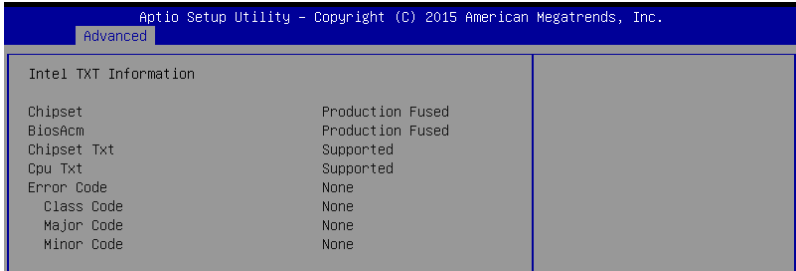 Aptio Setup Utility – Copyright (C) 2015 American Megatrends, Inc.
Advanced
Intel TXT Information
Chipset Production Fused
BiosAcm Production Fused
Chipset Txt Supported
Cpu Txt Supported
Error Code None
Class Code None
Major Code None
Minor Code None